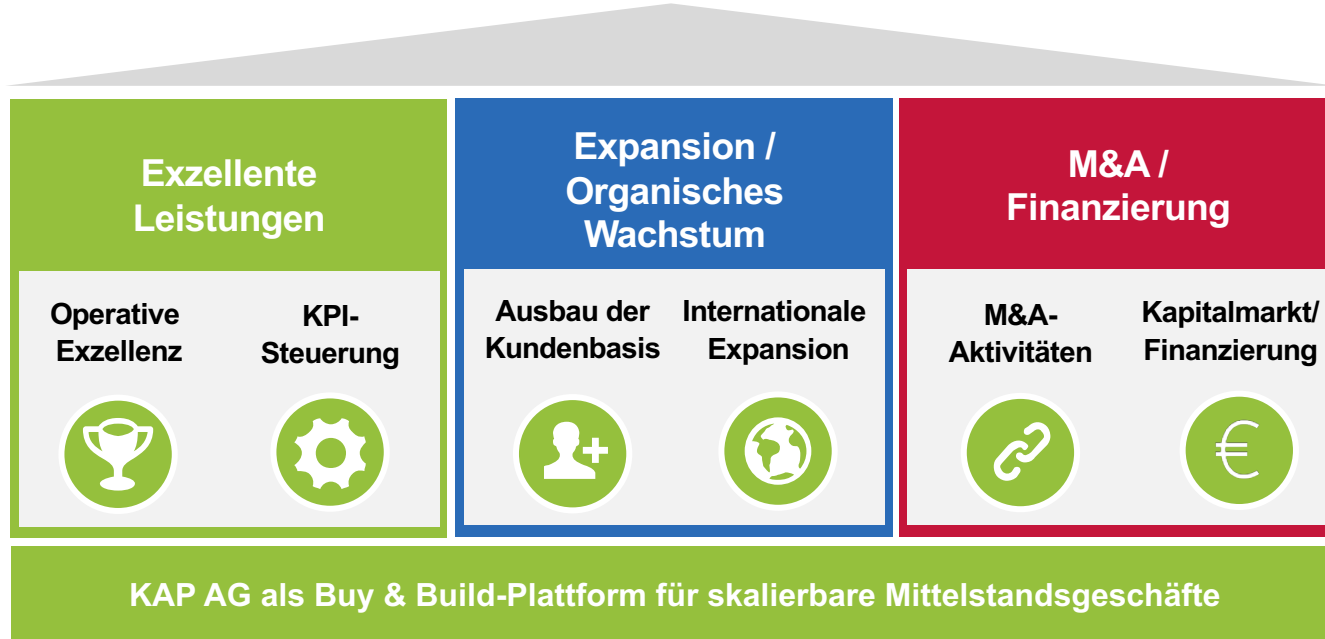 Exzellente
Leistungen
Expansion /
Organisches
Wachstum
M&A /
Finanzierung
Operative
Exzellenz
KPI-
Steuerung
Ausbau der
Kundenbasis
Internationale
Expansion
M&A-
Aktivitäten
Kapitalmarkt/
Finanzierung
€
KAP AG als Buy & Build-Plattform für skalierbare Mittelstandsgeschäfte